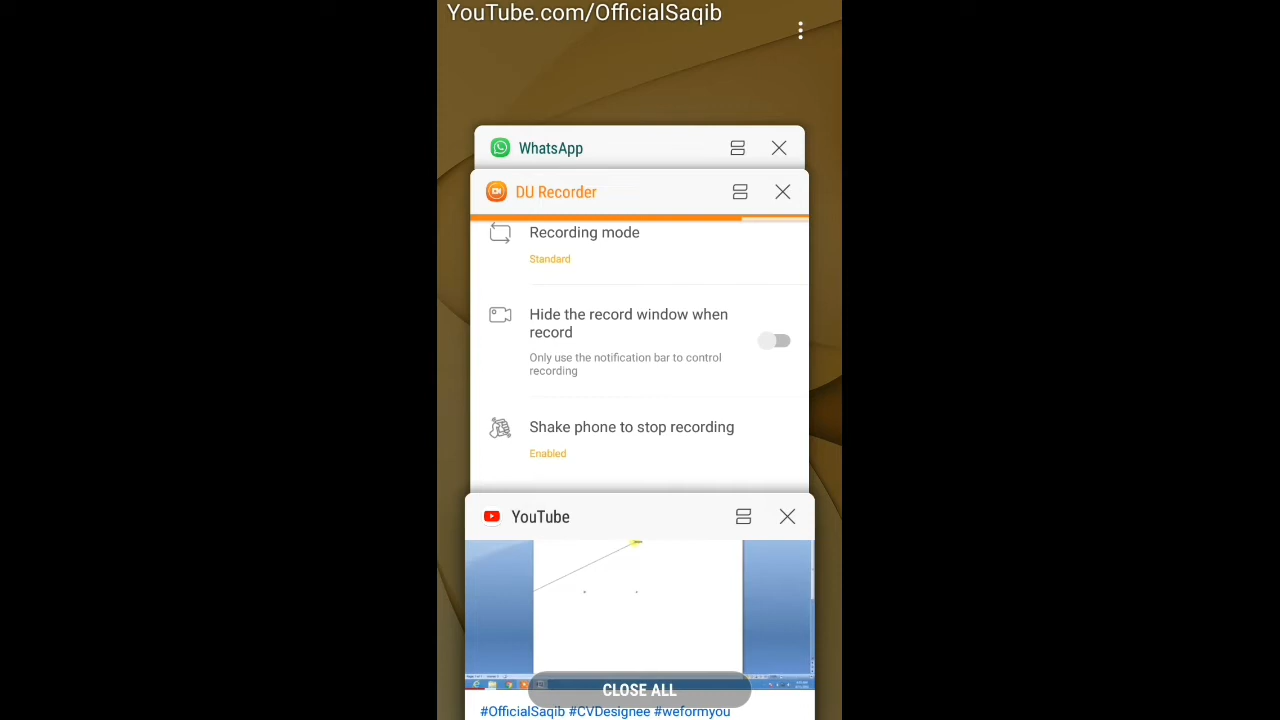 YouTube.com/OfficialSaqib
WhatsApp
DU Recorder
Recording mode
Standard
Hide the record window when
record
Only use the notification bar to control
recording
Shake phone to stop recording
Enabled
YouTube
CLOSE ALL
#OfficialSaqib #CVDesignee #weformyou